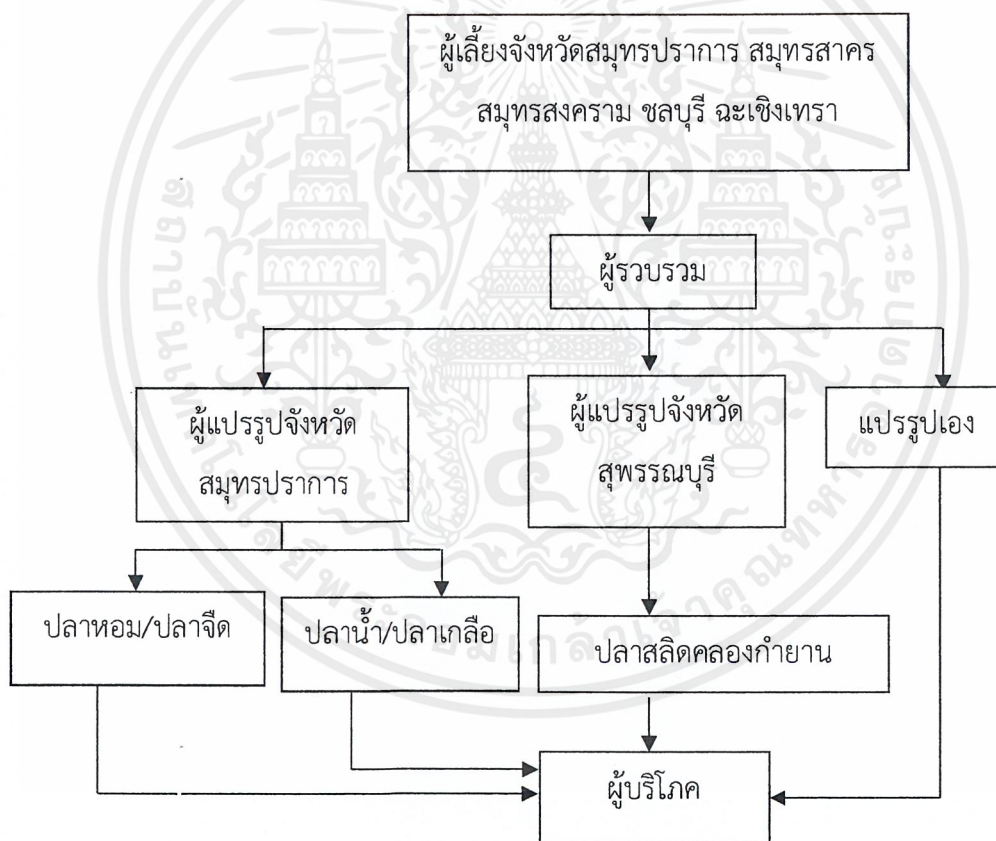 ผู้เลี้ยงจังหวัดสมุทรปราการ สมุทรสาคร
สมุทรสงคราม ชลบุรี ฉะเชิงเทรา
ผู้รวบรวม
ผู้แปรรูปจังหวัด
สมุทรปราการ
ผู้แปรรูปจังหวัด
สุพรรณบุรี
แปรรูปเอง
ปลาหอม/ปลาจืด
ปลาน้ำ/ปลาเกลือ
ปลาสลิดคลองกำยาน
ผู้บริโภค